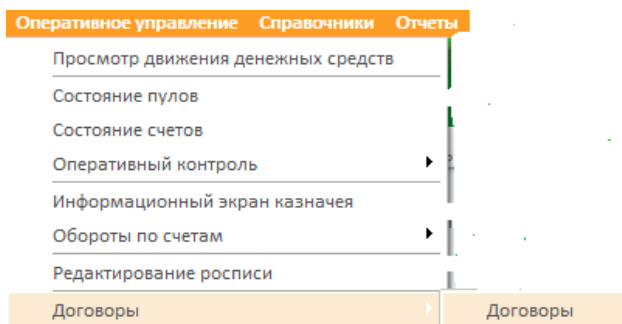 Оперативное управление Справочники Отчеты
Просмотр движения денежных средств
Состояние пулов
Состояние счетов
Оперативный контроль
Информационный экран казначея
Обороты по счетам
Редактирование росписи
Договоры Договоры